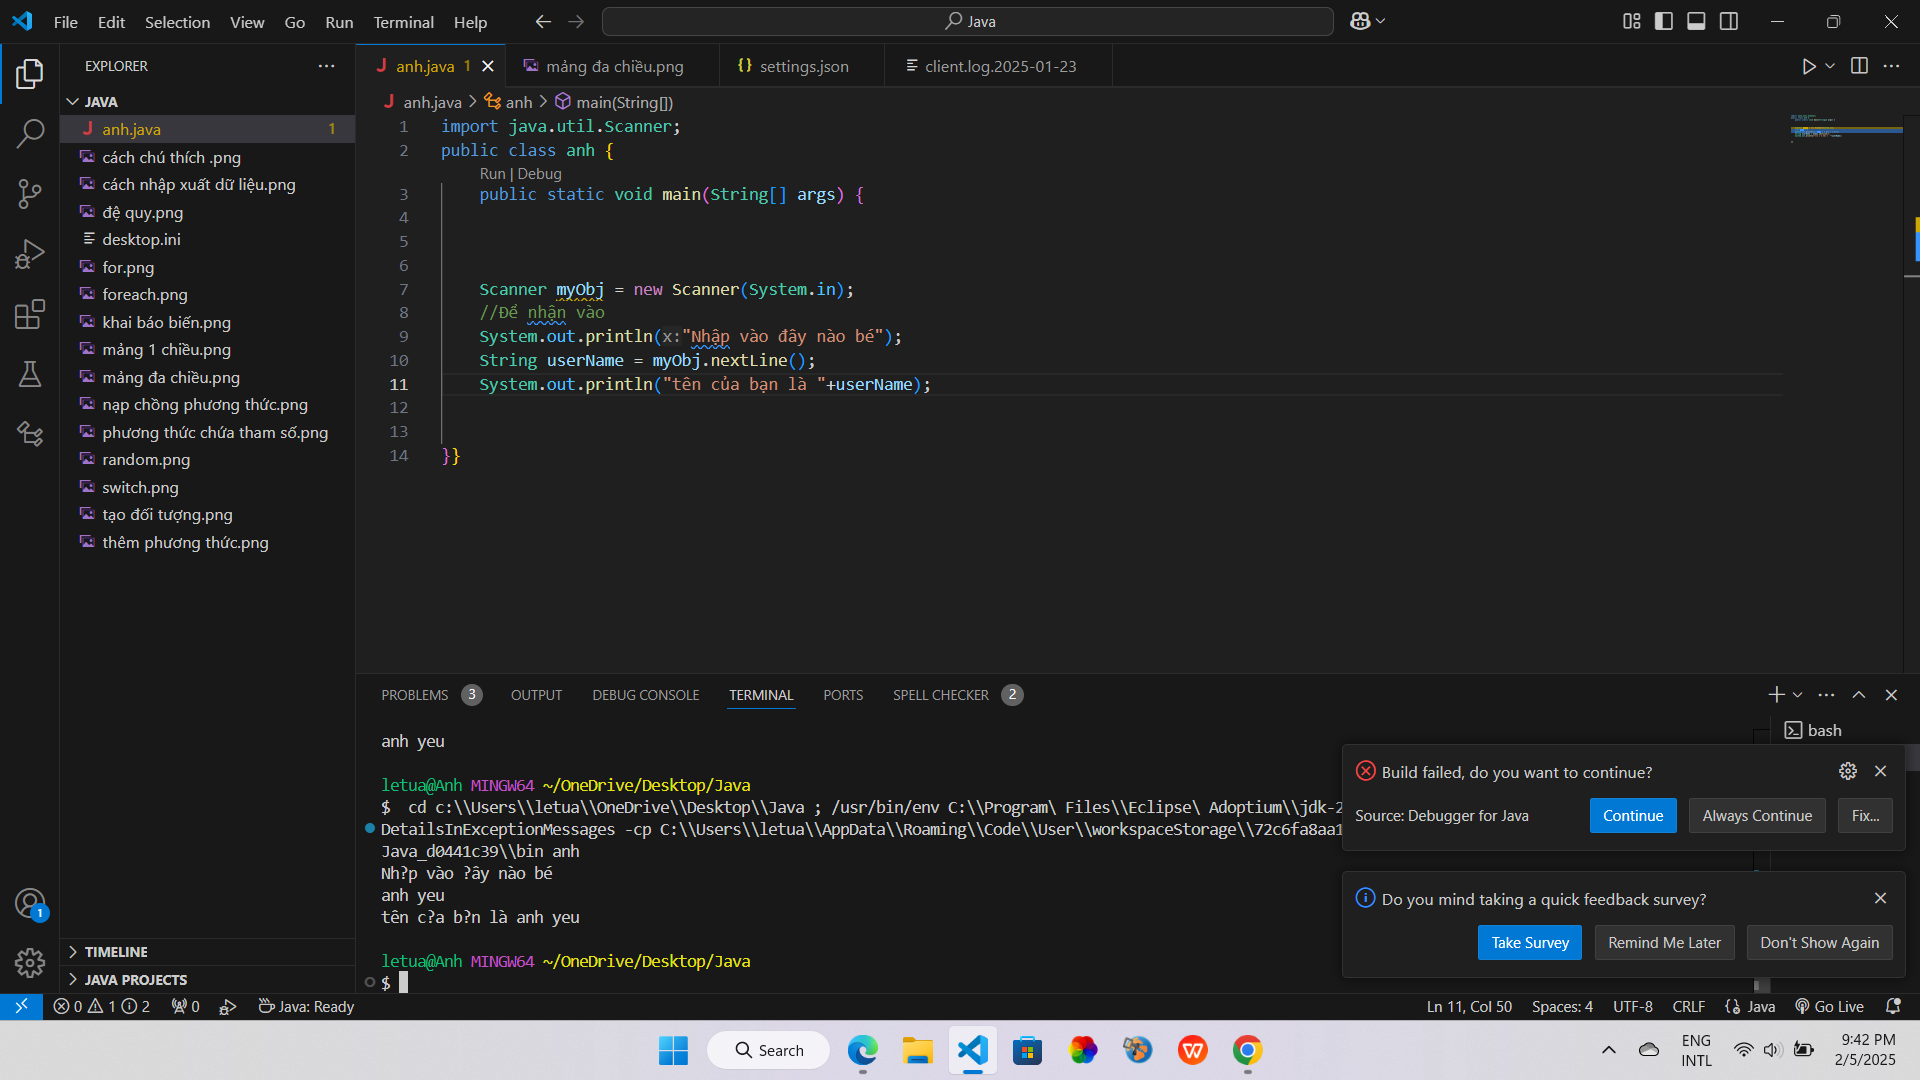 File Edit Selection View Go Run Terminal Help
Java
EXPLORER
JAVA
anh.java 1
cách chú thích .png
cách nhập xuất dữ liệu.png
đệ quy.png
desktop.ini
for.png
foreach.png
khai báo biến.png
mảng 1 chiều.png
mảng đa chiều.png
nạp chồng phương thức.png
phương thức chứa tham số.png
random.png
switch.png
tạo đối tượng.png
thêm phương thức.png
TIMELINE
JAVA PROJECTS
1
anh.java 1
mảng đa chiều.png
settings.json
client.log.2025-01-23
anh.java > anh > main(String[])
1 import java.util.Scanner;
2 public class anh {
Run | Debug
3 public static void main(String[] args) {
4
5
6
7 Scanner myObj = new Scanner(System.in);
8 //Để nhận vào
9 System.out.println(x:"Nhập vào đây nào bé");
10 String userName = myObj.nextLine();
11 System.out.println("tên của bạn là "+userName);
12
13
14 }}
PROBLEMS 3 OUTPUT DEBUG CONSOLE TERMINAL PORTS SPELL CHECKER 2
bash
anh yeu
letua@Anh MINGW64 ~/OneDrive/Desktop/Java
$ cd c:\\Users\\letua\\OneDrive\\Desktop\\Java ; /usr/bin/env C:\\Program\ Files\\Eclipse\ Adoptium\\jdk-2
DetailsInExceptionMessages -cp C:\\Users\\letua\\AppData\\Roaming\\Code\\User\\workspaceStorage\\72c6fa8aa1
Java_d0441c39\\bin anh
Nh?p vào ?ây nào bé
anh yeu
tên c?a b?n là anh yeu
letua@Anh MINGW64 ~/OneDrive/Desktop/Java
$
Build failed, do you want to continue?
Source: Debugger for Java
Continue
Always Continue
Fix...
Do you mind taking a quick feedback survey?
Take Survey
Remind Me Later
Don't Show Again
0 1 2 0 Java: Ready
Ln 11, Col 50 Spaces: 4 UTF-8 CRLF Java Go Live
Search
ENG
INTL
9:42 PM
2/5/2025